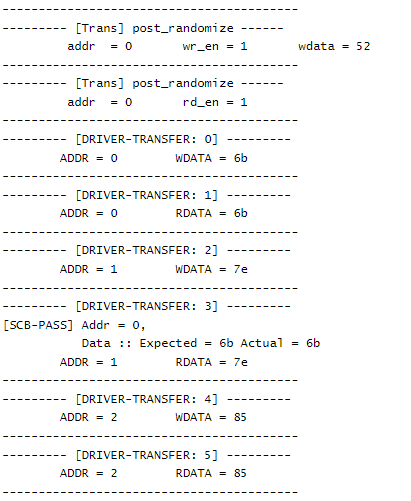 -----------------------------------------
--------- [Trans] post_randomize ------
addr  = 0       wr_en = 1       wdata = 52
-----------------------------------------
--------- [Trans] post_randomize ------
addr  = 0       rd_en = 1
-----------------------------------------
--------- [DRIVER-TRANSFER: 0] ---------
ADDR = 0        WDATA = 6b
-----------------------------------------
--------- [DRIVER-TRANSFER: 1] ---------
ADDR = 0        RDATA = 6b
-----------------------------------------
--------- [DRIVER-TRANSFER: 2] ---------
ADDR = 1        WDATA = 7e
-----------------------------------------
--------- [DRIVER-TRANSFER: 3] ---------
[SCB-PASS] Addr = 0,
Data :: Expected = 6b Actual = 6b
ADDR = 1        RDATA = 7e
-----------------------------------------
--------- [DRIVER-TRANSFER: 4] ---------
ADDR = 2        WDATA = 85
-----------------------------------------
--------- [DRIVER-TRANSFER: 5] ---------
ADDR = 2        RDATA = 85
-----------------------------------------